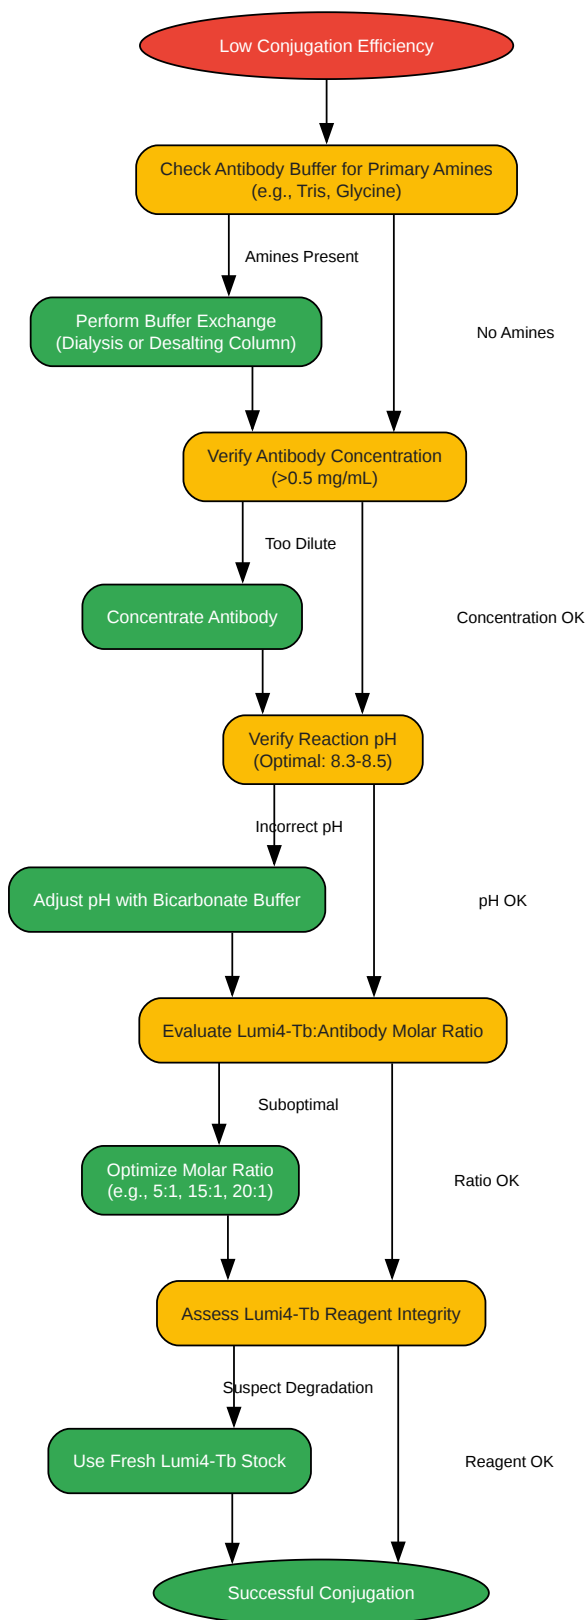 Low Conjugation Efficiency
Check Antibody Buffer for Primary Amines
(e.g., Tris, Glycine)
Amines Present
Perform Buffer Exchange
(Dialysis or Desalting Column)
No Amines
Verify Antibody Concentration
(>0.5 mg/mL)
Too Dilute
Concentrate Antibody
Concentration OK
Verify Reaction pH
(Optimal: 8.3-8.5)
Incorrect pH
Adjust pH with Bicarbonate Buffer
pH OK
Evaluate Lumi4-Tb:Antibody Molar Ratio
Suboptimal
Optimize Molar Ratio
(e.g., 5:1, 15:1, 20:1)
Ratio OK
Assess Lumi4-Tb Reagent Integrity
Suspect Degradation
Use Fresh Lumi4-Tb Stock
Reagent OK
Successful Conjugation